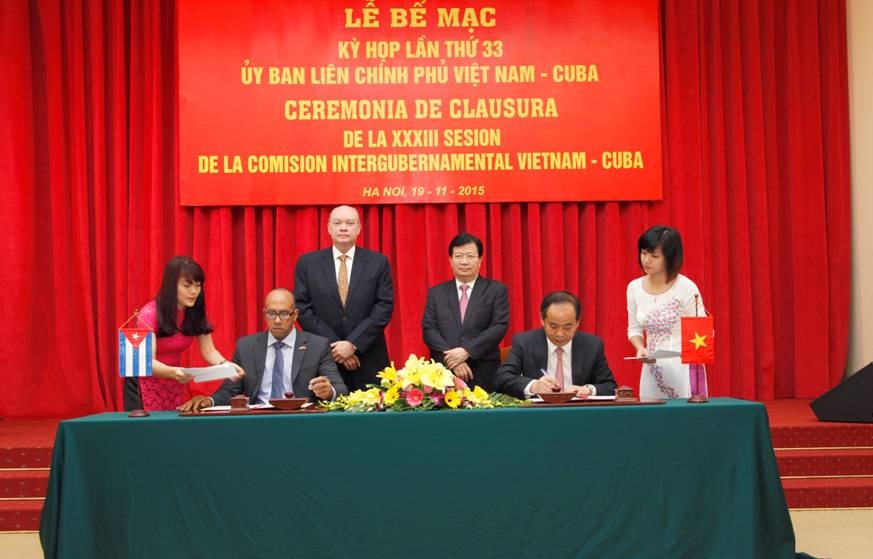 LỄ BẾ MẠC
KỲ HỌP LẦN THỨ 33
ỦY BAN LIÊN CHÍNH PHỦ VIỆT NAM - CUBA
CEREMONIA DE CLAUSURA
DE LA XXXIII SESION
DE LA COMISION INTERGUBERNAMENTAL VIETNAM - CUBA
HA NOI, 19 - 11 - 2015